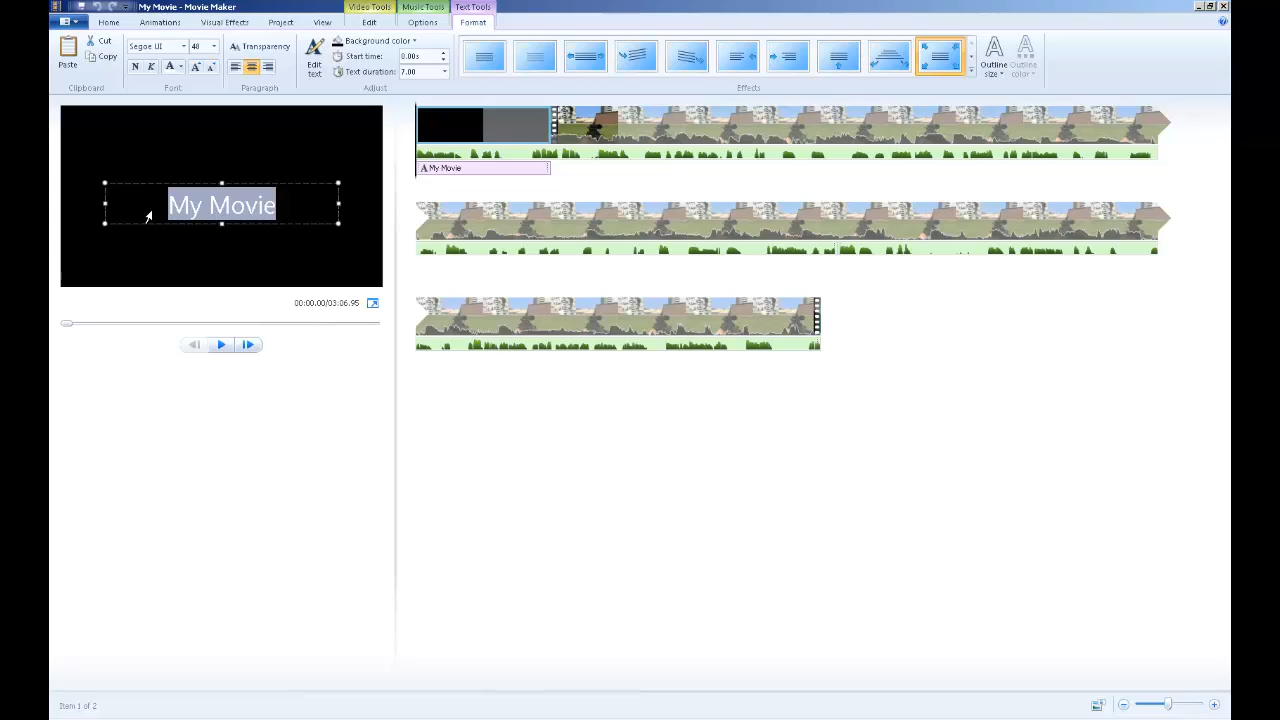 My Movie - Movie Maker
Video Tools
Music Tools
Text Tools
Home
Animations
Visual Effects
Project
View
Edit
Options
Format
Paste
Cut
Copy
Clipboard
Segoe UI
48
N
K
A
A
A
Font
Transparency
Paragraph
Edit text
Background color
Start time: 0.00s
Text duration: 7.00
Adjust
Effects
Outline size
Outline color
My Movie
00:00.00/03:06.95
A My Movie
Item 1 of 2